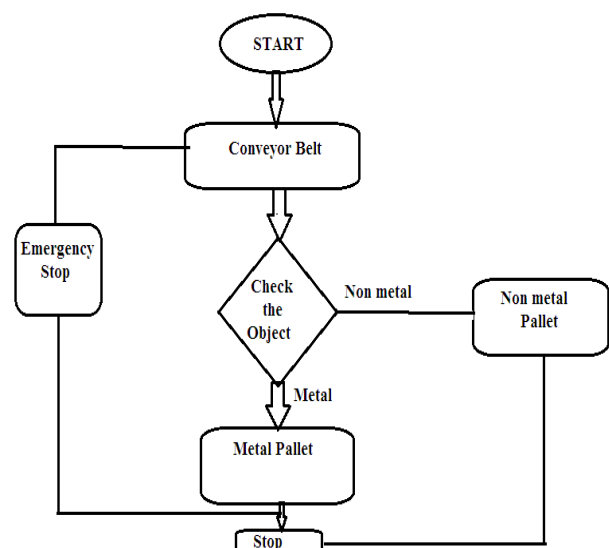 START
Conveyor Belt
Emergency
Stop
Check
the
Object
Non metal
Non metal
Pallet
Metal
Metal Pallet
Stop